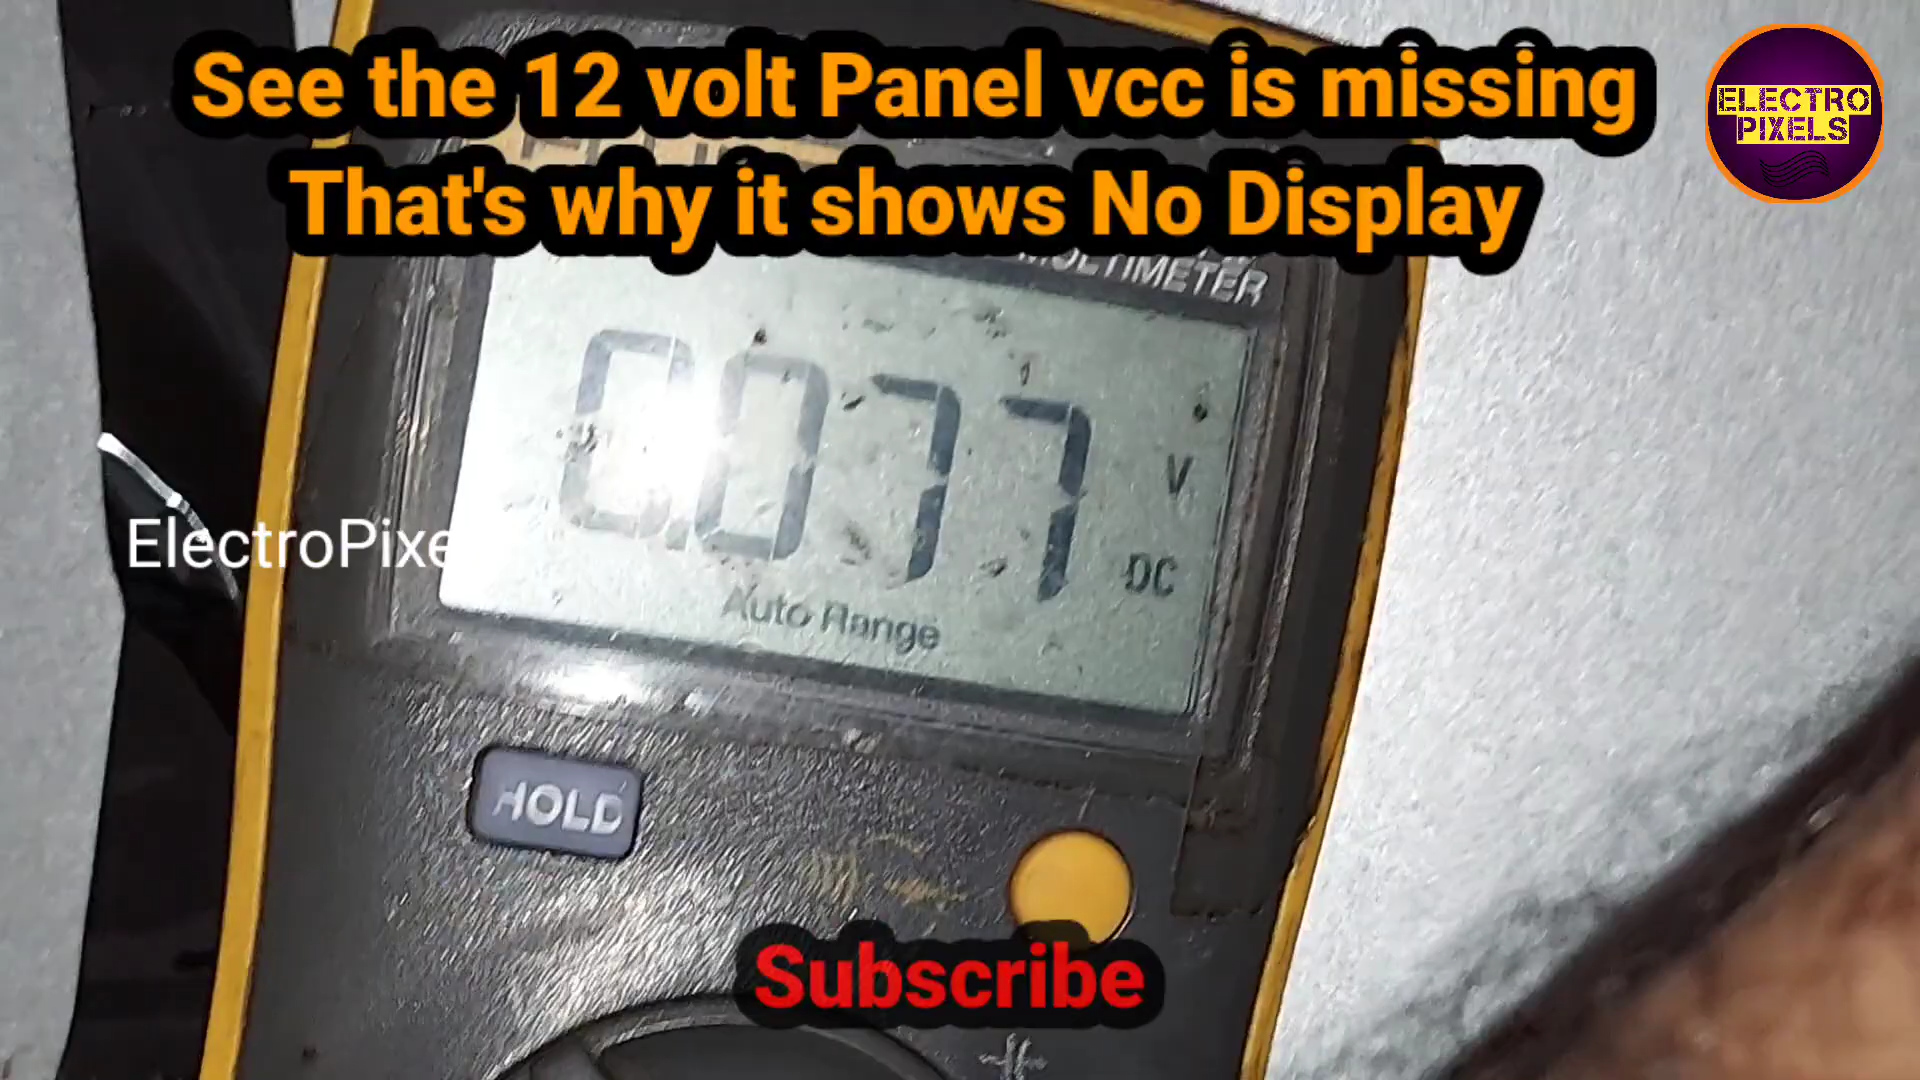 See the 12 volt Panel vcc is missing
That's why it shows No Display
ELECTRO
PIXELS
MULTIMETER
0.077
V
DC
Auto Range
ElectroPixe
HOLD
Subscribe